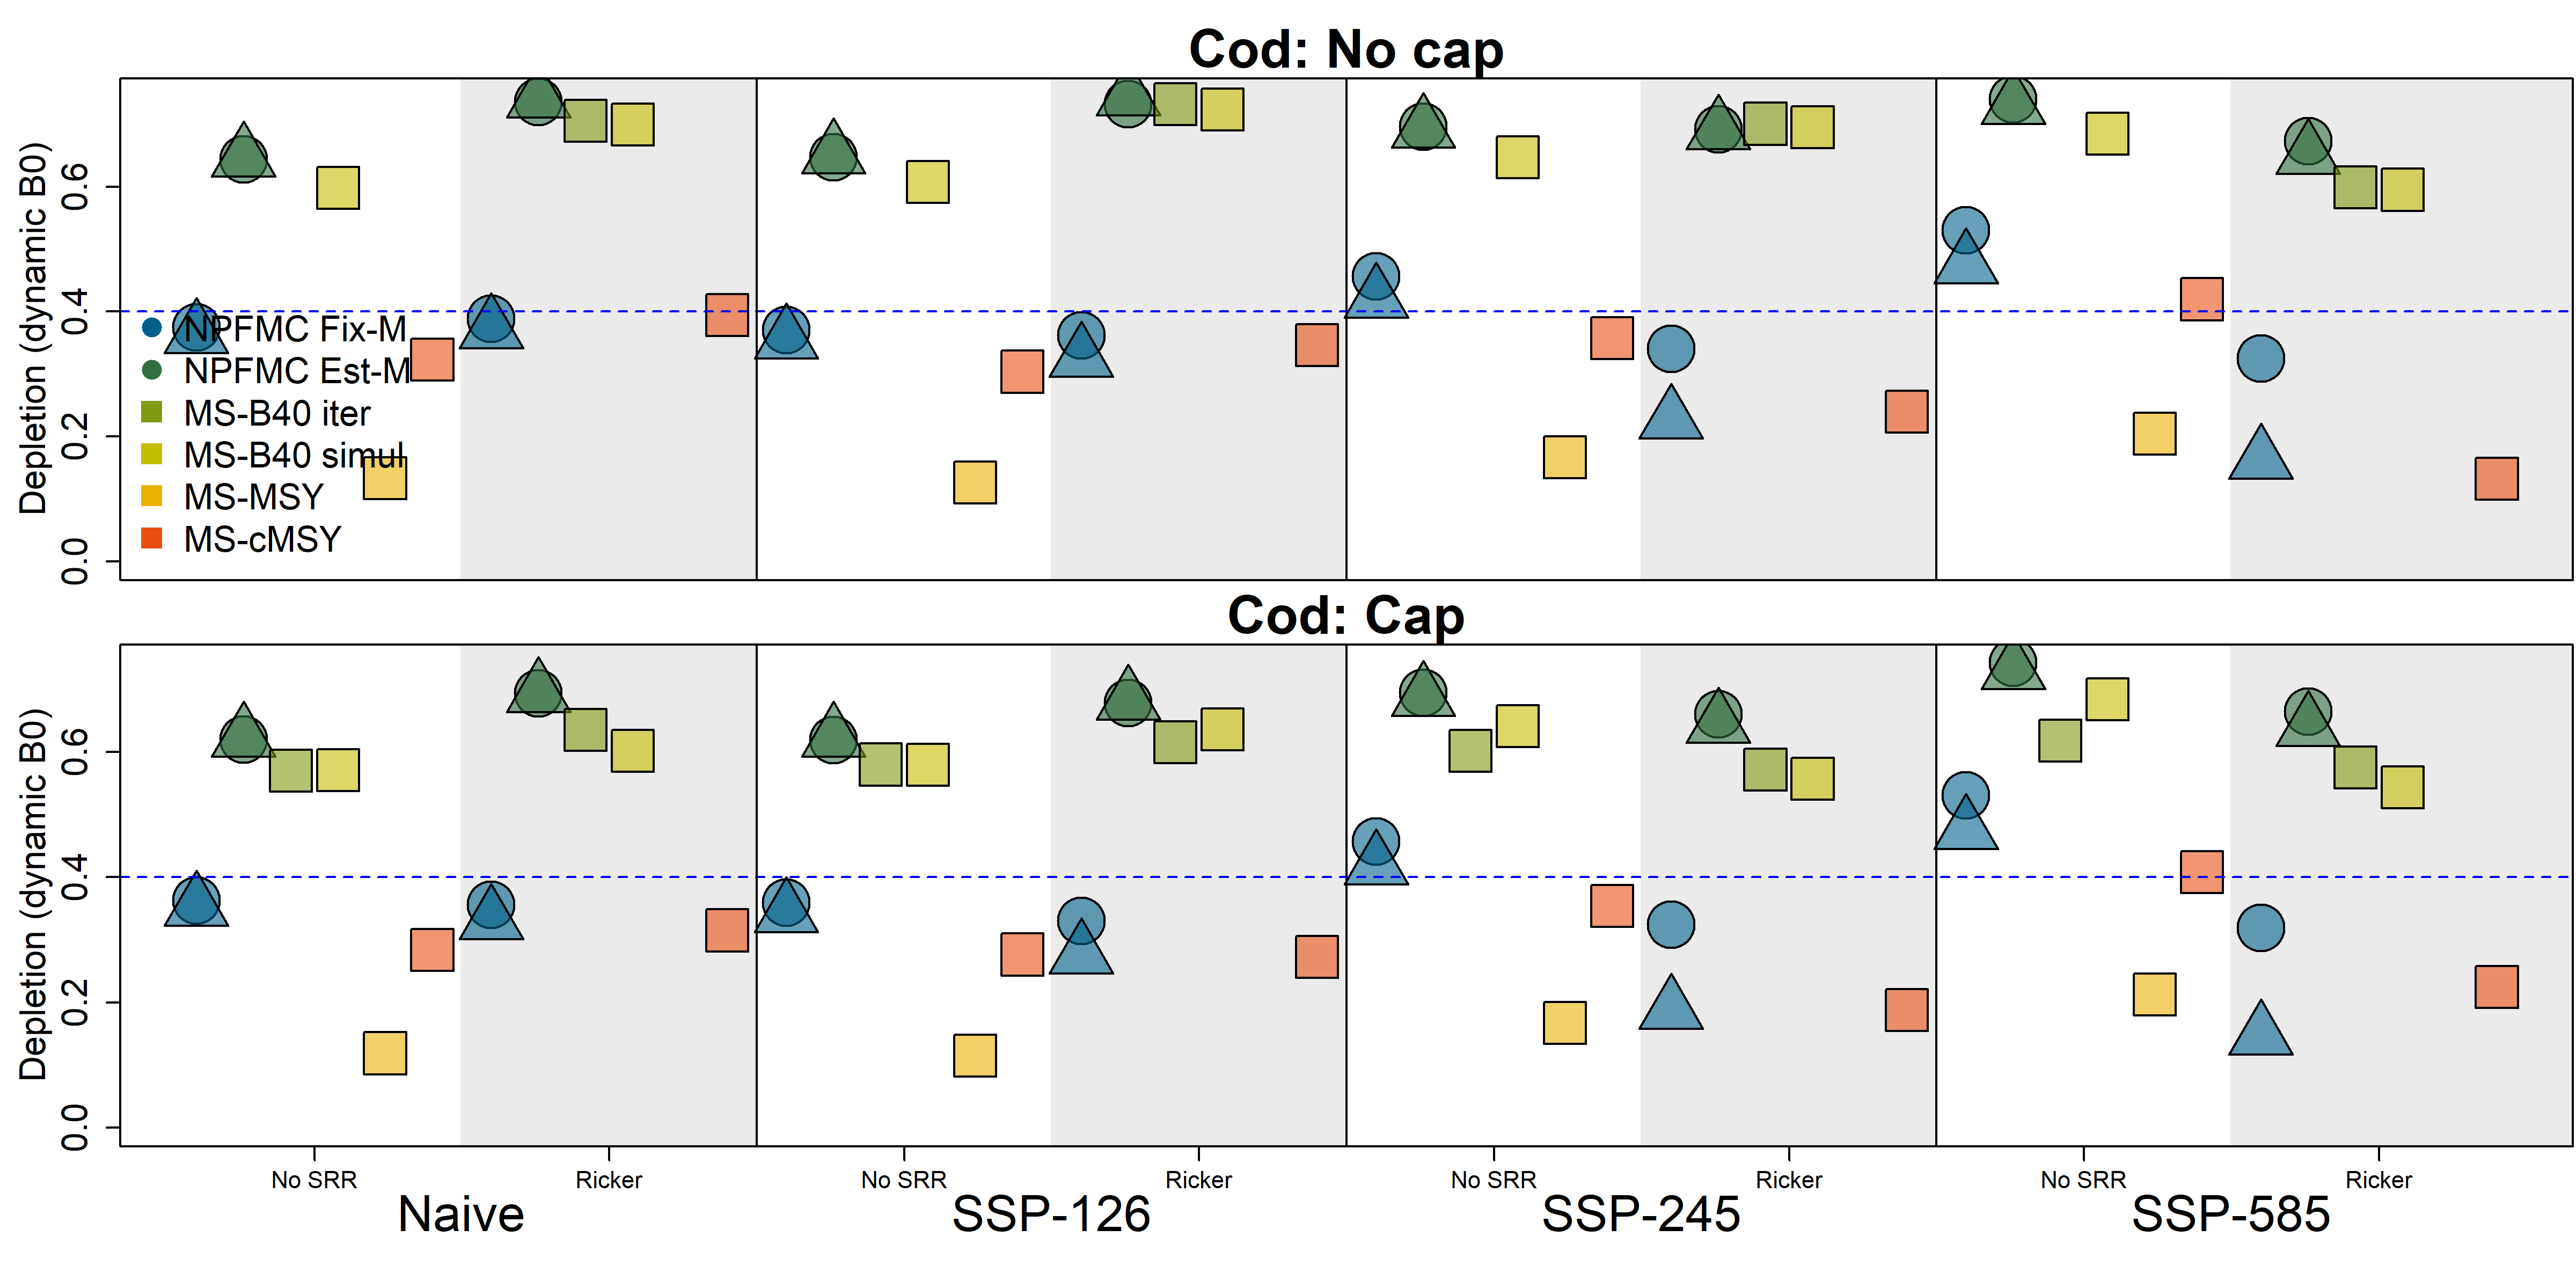 Cod: No cap
Depletion (dynamic B0)
0.6
0.4
0.2
0.0
NPFMC Fix-M
NPFMC Est-M
MS-B40 iter
MS-B40 simul
MS-MSY
MS-cMSY
Cod: Cap
Depletion (dynamic B0)
0.6
0.4
0.2
0.0
No SRR Ricker No SRR Ricker No SRR Ricker No SRR Ricker
Naive SSP-126 SSP-245 SSP-585